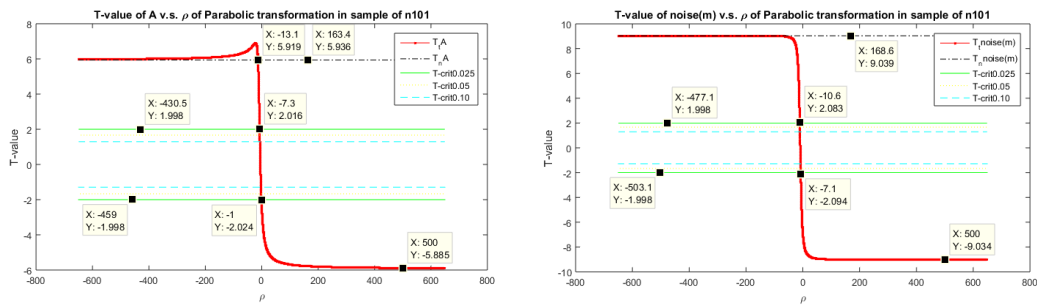 T-value of A v.s. ρ of Parabolic transformation in sample of n101
X: -13.1
Y: 5.919
X: 163.4
Y: 5.936
T_tA
T_nA
T-crit0.025
T-crit0.05
T-crit0.10
X: -430.5
Y: 1.998
X: -7.3
Y: 2.016
X: -459
Y: -1.998
X: -1
Y: -2.024
X: 500
Y: -5.885
T-value
8
6
4
2
0
-2
-4
-6
-800
-600
-400
-200
0
200
400
600
800
ρ
T-value of noise(m) v.s. ρ of Parabolic transformation in sample of n101
X: 168.6
Y: 9.039
T_tnoise(m)
T_nnoise(m)
T-crit0.025
T-crit0.05
T-crit0.10
X: -477.1
Y: 1.998
X: -10.6
Y: 2.083
X: -503.1
Y: -1.998
X: -7.1
Y: -2.094
X: 500
Y: -9.034
T-value
10
8
6
4
2
0
-2
-4
-6
-8
-10
-800
-600
-400
-200
0
200
400
600
800
ρ